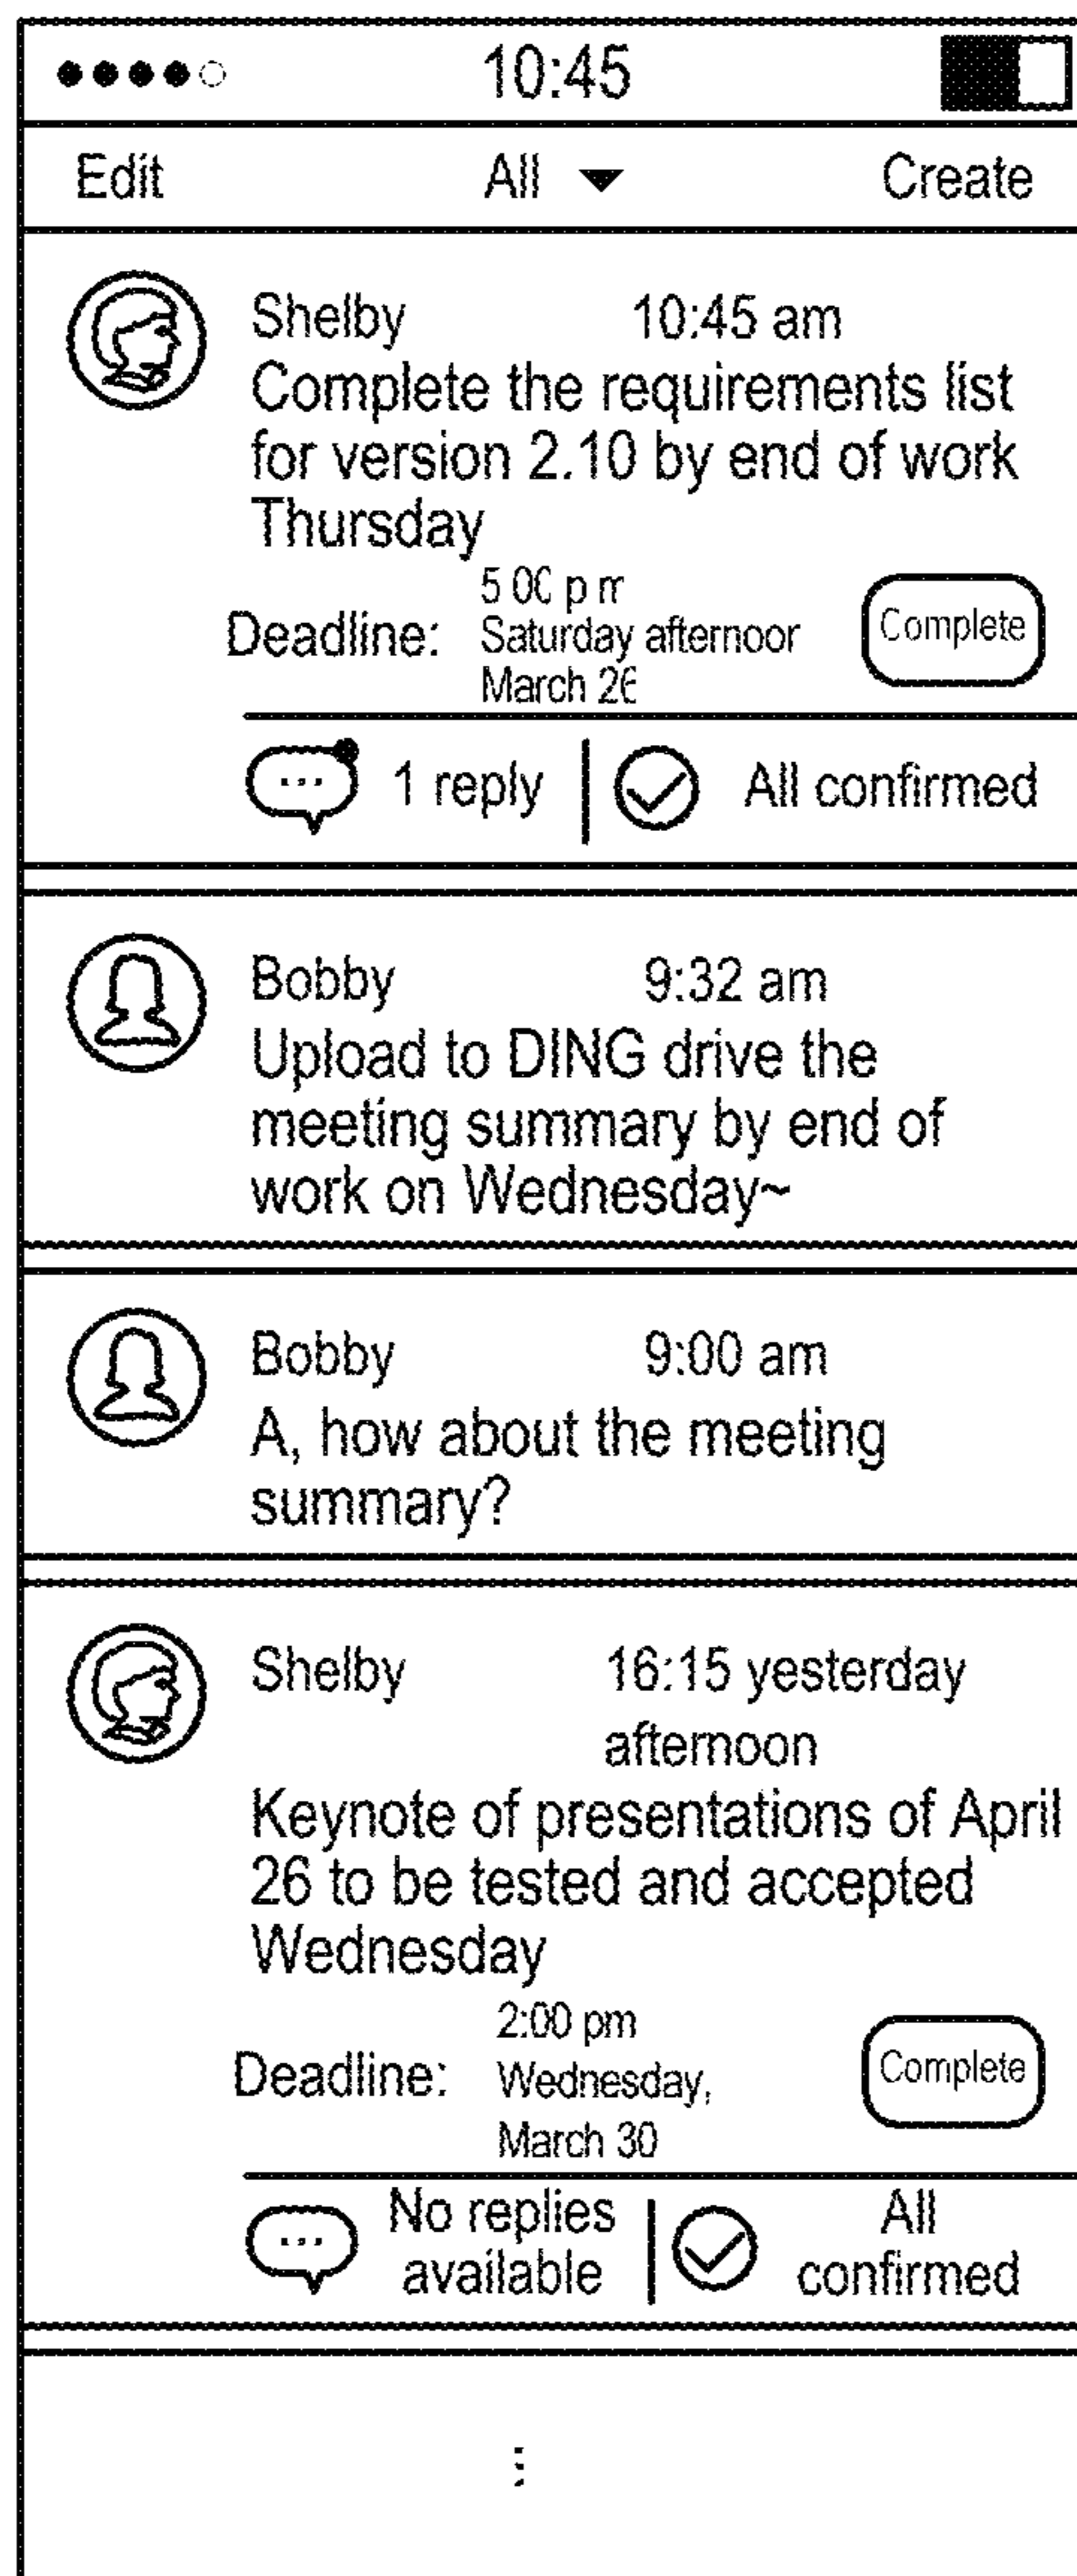 10:45
Edit All Create
Shelby 10:45 am
Complete the requirements list
for version 2.10 by end of work
Thursday
5 00 p m
Deadline: Saturday afternoon Complete
March 26
1 reply All confirmed
Bobby 9:32 am
Upload to DING drive the
meeting summary by end of
work on Wednesday~
Bobby 9:00 am
A, how about the meeting
summary?
Shelby 16:15 yesterday
afternoon
Keynote of presentations of April
26 to be tested and accepted
Wednesday
2:00 pm
Deadline: Wednesday, Complete
March 30
No replies All
available confirmed